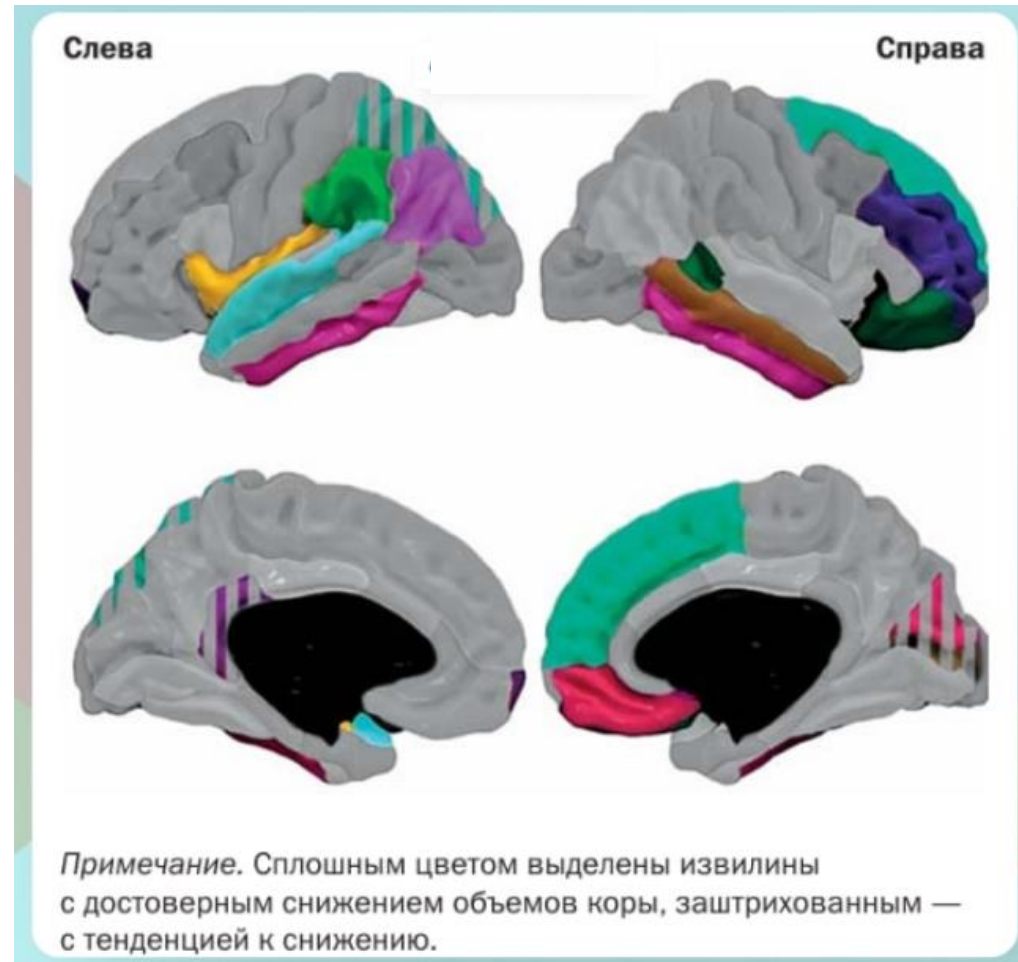 Слева
Справа
Примечание. Сплошным цветом выделены извилины
с достоверным снижением объемов коры, заштрихованным —
с тенденцией к снижению.